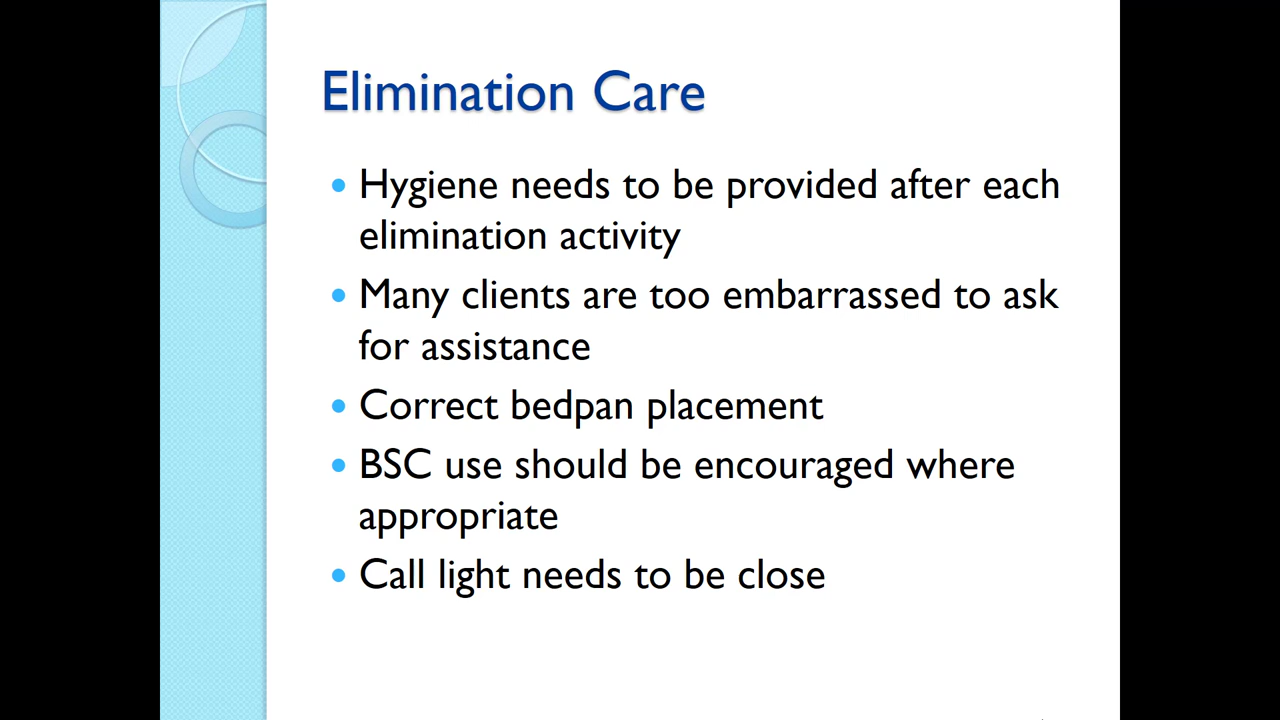 Elimination Care
Hygiene needs to be provided after each
elimination activity
Many clients are too embarrassed to ask
for assistance
Correct bedpan placement
BSC use should be encouraged where
appropriate
Call light needs to be close